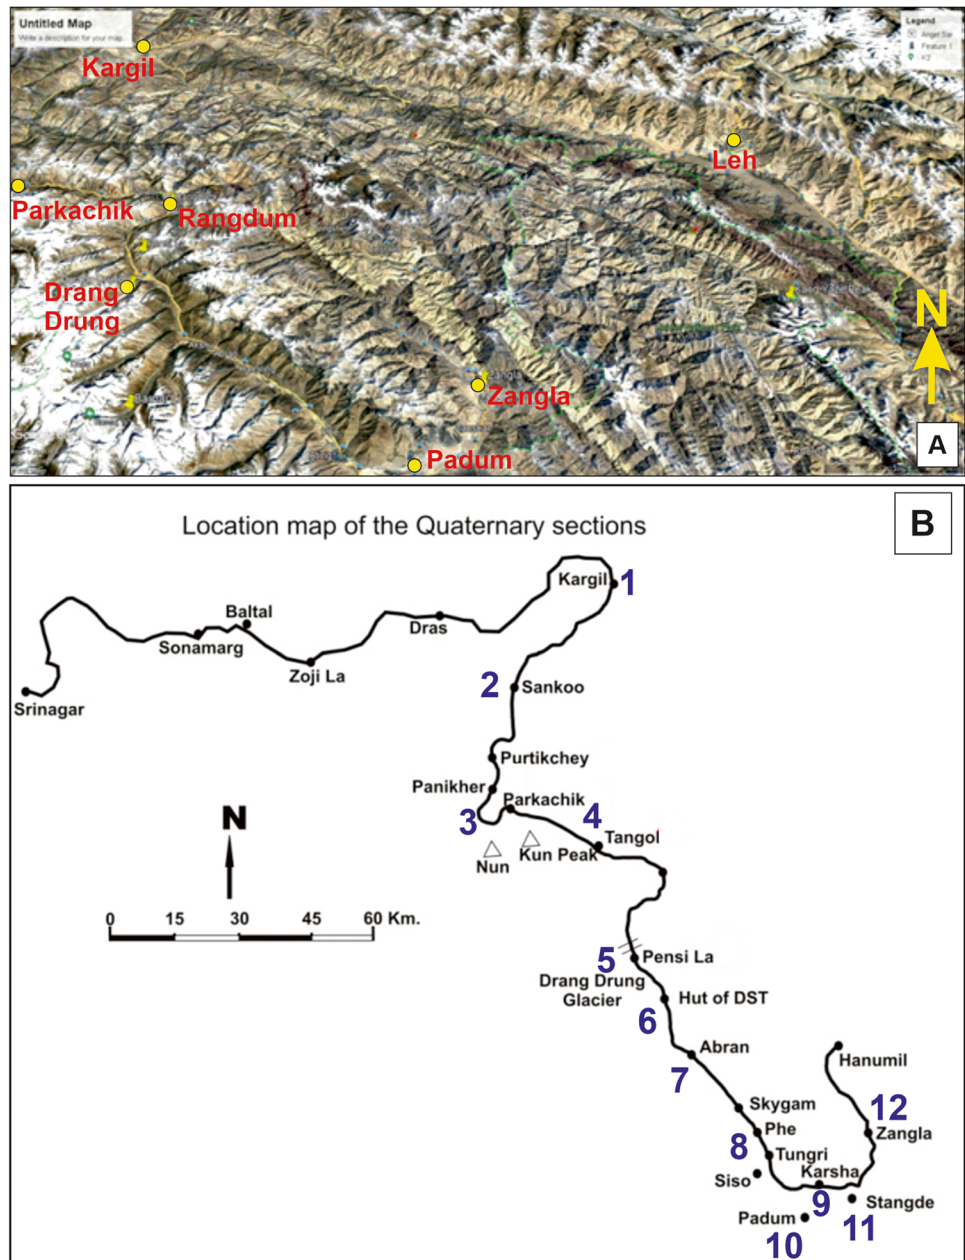 Untitled Map
Write a description for your map.
Legend
Feature 1
Kargil
Leh
Parkachik
Rangdum
Drang
Drung
N
Zangla
Zangla
Padum
A
B
Location map of the Quaternary sections
Kargil
1
Baltal
Dras
Sonamarg
Zoji La
2
Sankoo
Srinagar
Purtikchey
Panikher
Parkachik
3
4
N
Tangol
Kun Peak
Nun
0 15 30 45 60 Km.
5
Pensi La
Drang Drung
Glacier
Hut of DST
6
Abran
Hanumil
7
Skygam
12
Phe
Zangla
8
Tungri
Karsha
Siso
9
Stangde
Padum
11
10